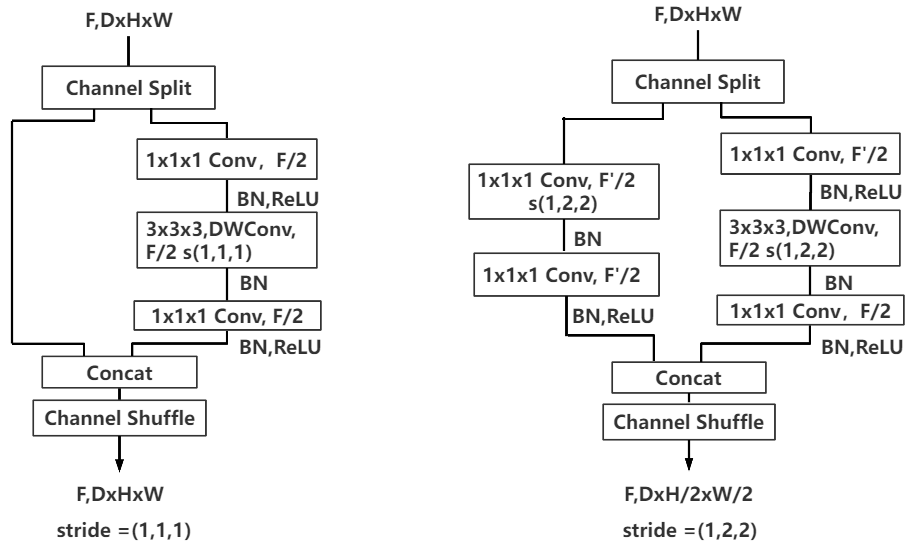 F,DxHxW
Channel Split
1x1x1 Conv, F/2
BN,ReLU
3x3x3,DWConv,
F/2 s(1,1,1)
BN
1x1x1 Conv, F/2
BN,ReLU
Concat
Channel Shuffle
F,DxHxW
stride =(1,1,1)
F,DxHxW
Channel Split
1x1x1 Conv, F'/2
s(1,2,2)
BN
1x1x1 Conv, F'/2
BN,ReLU
1x1x1 Conv, F'/2
BN,ReLU
3x3x3,DWConv,
F/2 s(1,2,2)
BN
1x1x1 Conv, F/2
BN,ReLU
Concat
Channel Shuffle
F,DxH/2xW/2
stride =(1,2,2)